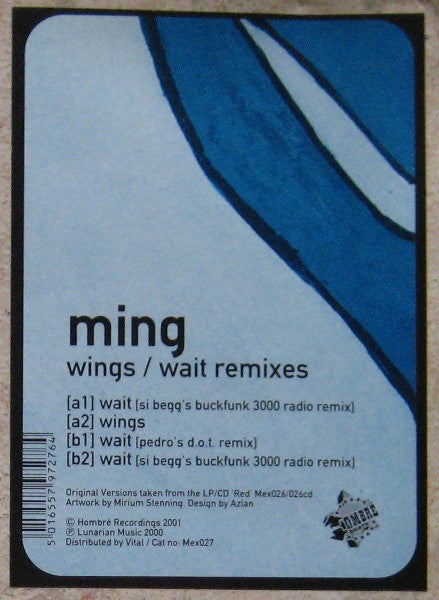 ming
wings / wait remixes
[a1] wait [si begg's buckfunk 3000 radio remix]
[a2] wings
[b1] wait [pedro's d.o.t. remix]
[b2] wait [si begg's buckfunk 3000 radio remix]
Original Versions taken from the LP/CD 'Red' Mex026/026cd
Artwork by Mirium Stenning. Design by Azlan
© Hombré Recordings 2001
℗ Lunarian Music 2000
Distributed by Vital / Cat no: Mex027
5 016557 972764